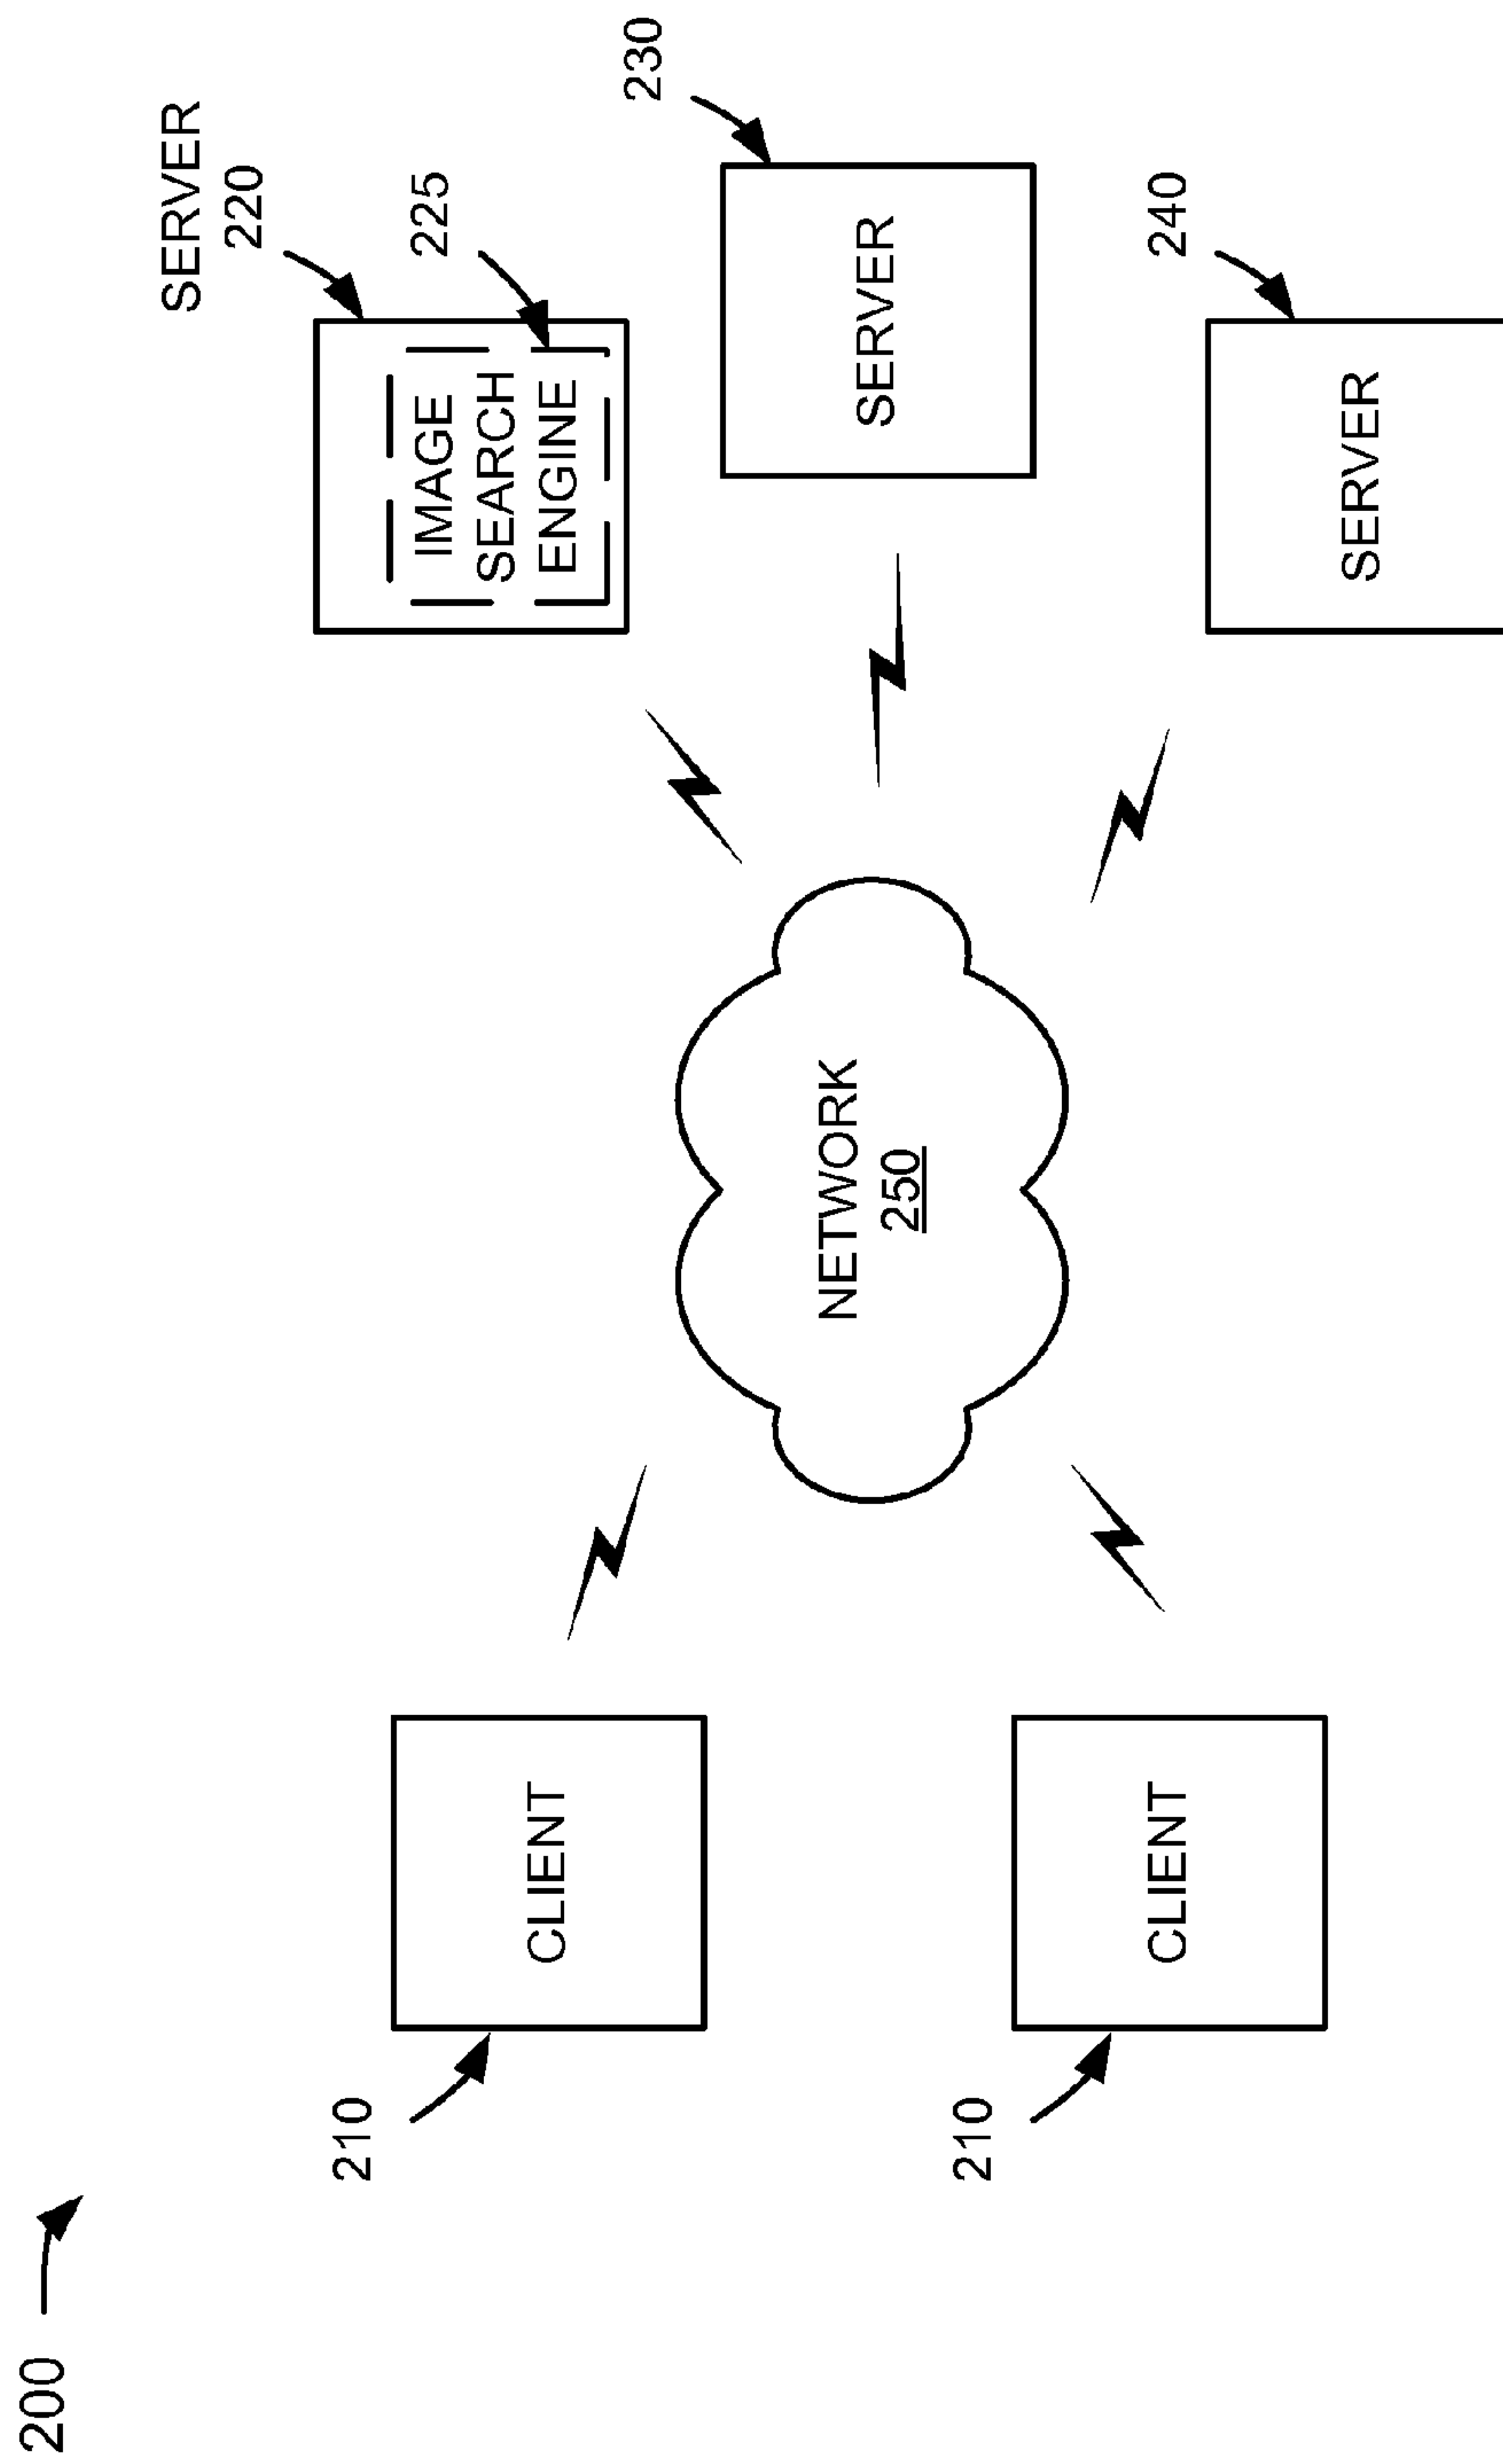 200
SERVER
220
225
IMAGE
SEARCH
ENGINE
210
CLIENT
230
SERVER
NETWORK
250
210
CLIENT
240
SERVER